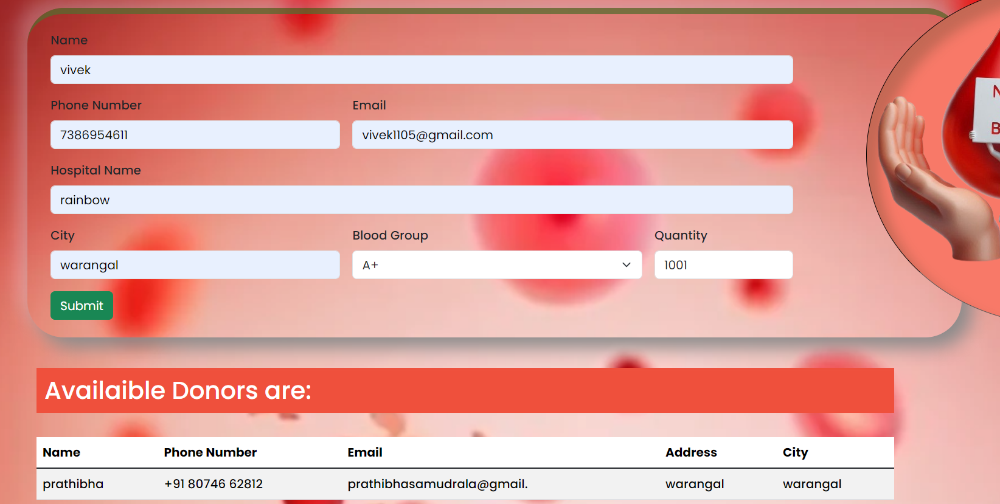 Name
vivek
Phone Number Email
7386954611 vivek1105@gmail.com
Hospital Name
rainbow
City Blood Group Quantity
warangal A+ 1001
Submit
N
B
Availaible Donors are:
Name Phone Number Email Address City
prathibha +91 80746 62812 prathibhasamudrala@gmail. warangal warangal